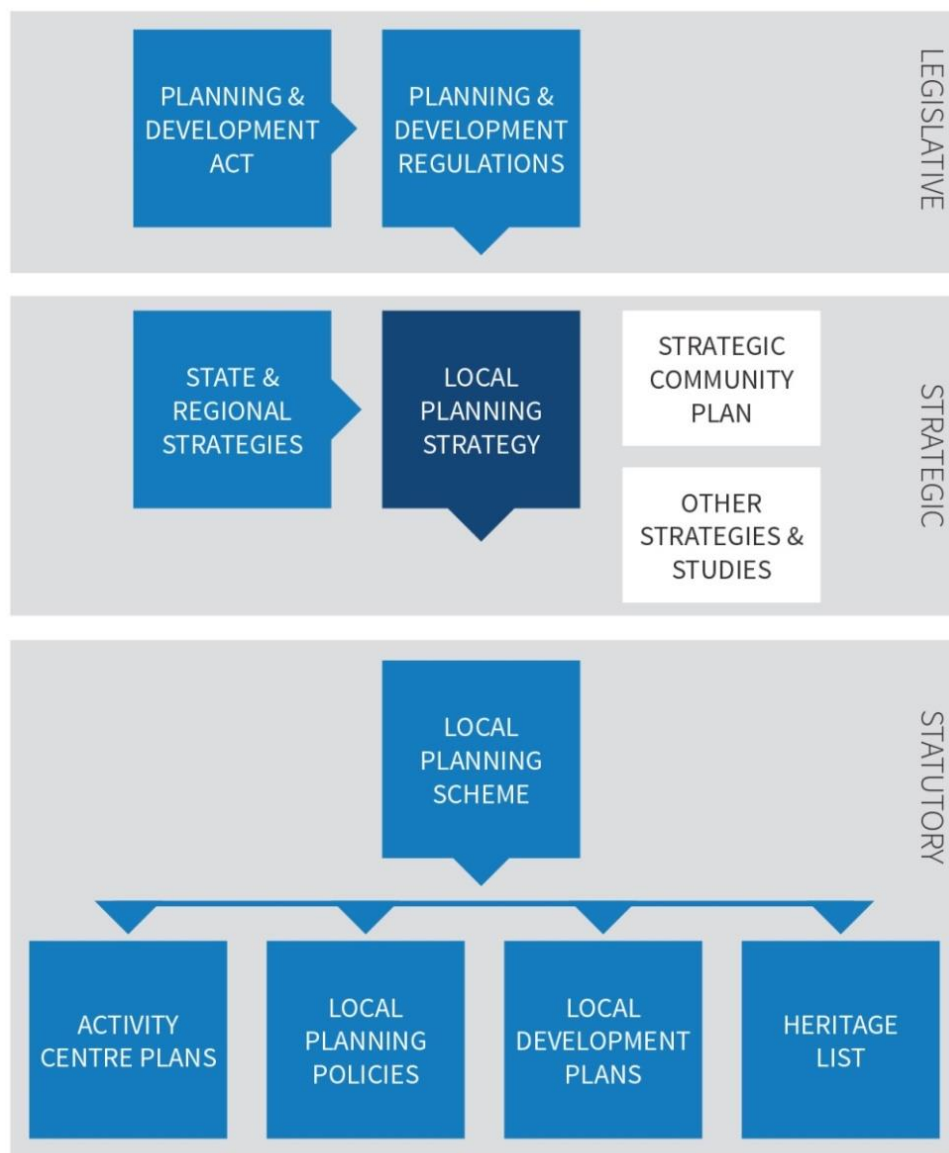 PLANNING &
DEVELOPMENT
ACT
PLANNING &
DEVELOPMENT
REGULATIONS
LEGISLATIVE
STATE &
REGIONAL
STRATEGIES
LOCAL
PLANNING
STRATEGY
STRATEGIC
COMMUNITY
PLAN
OTHER
STRATEGIES &
STUDIES
STRATEGIC
LOCAL
PLANNING
SCHEME
STATUTORY
ACTIVITY
CENTRE PLANS
LOCAL
PLANNING
POLICIES
LOCAL
DEVELOPMENT
PLANS
HERITAGE
LIST